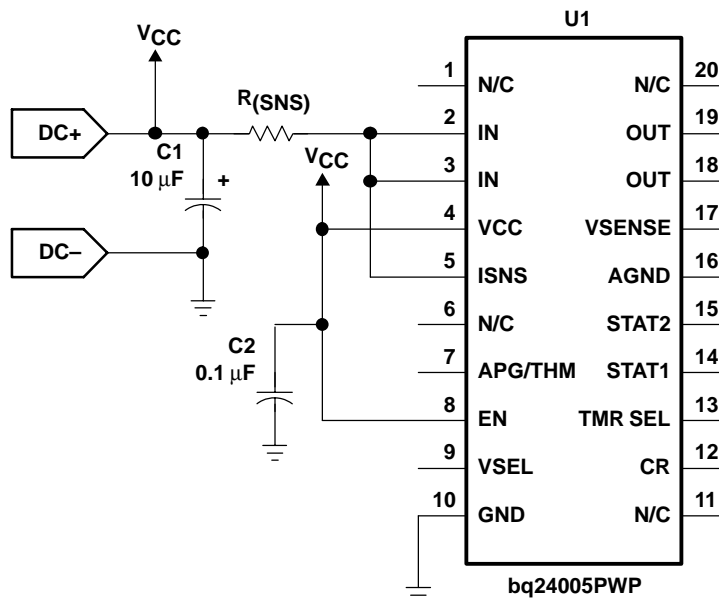 U1
VCC
DC+
R(SNS)
C1
10 µF
+
DC–
VCC
C2
0.1 µF
1 N/C N/C 20
2 IN OUT 19
3 IN OUT 18
4 VCC VSENSE 17
5 ISNS AGND 16
6 N/C STAT2 15
7 APG/THM STAT1 14
8 EN TMR SEL 13
9 VSEL CR 12
10 GND N/C 11
bq24005PWP